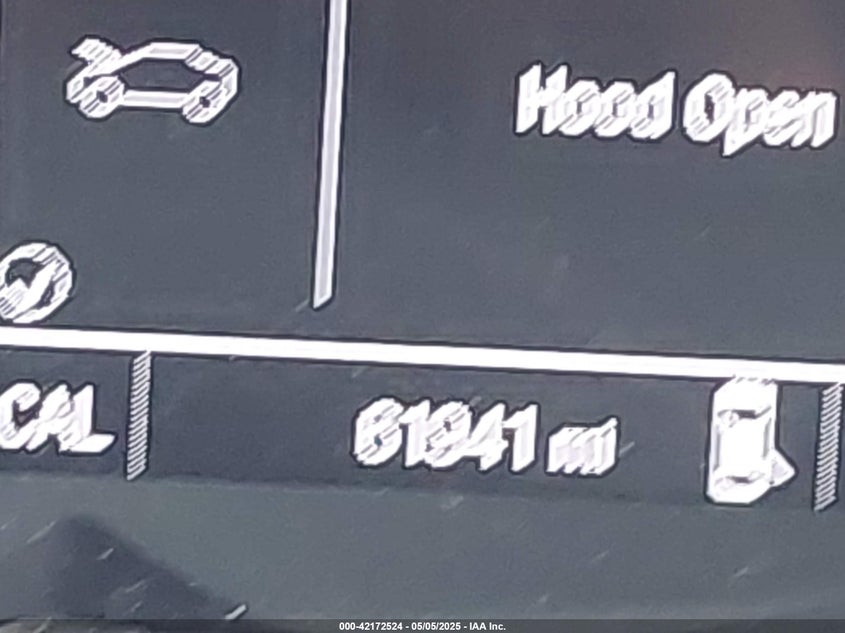 Hood Open
CAL
61941 mi
000-42172524 - 05/05/2025 - IAA Inc.